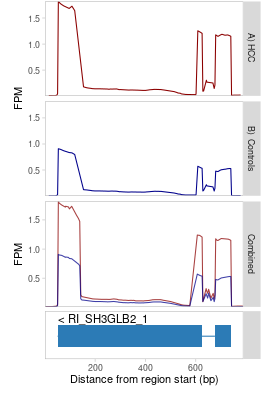 1.5
1.0
0.5
A) HCC
FPM
1.5
1.0
0.5
B) Controls
1.5
1.0
0.5
Combined
FPM
< RI_SH3GLB2_1
200
400
600
Distance from region start (bp)